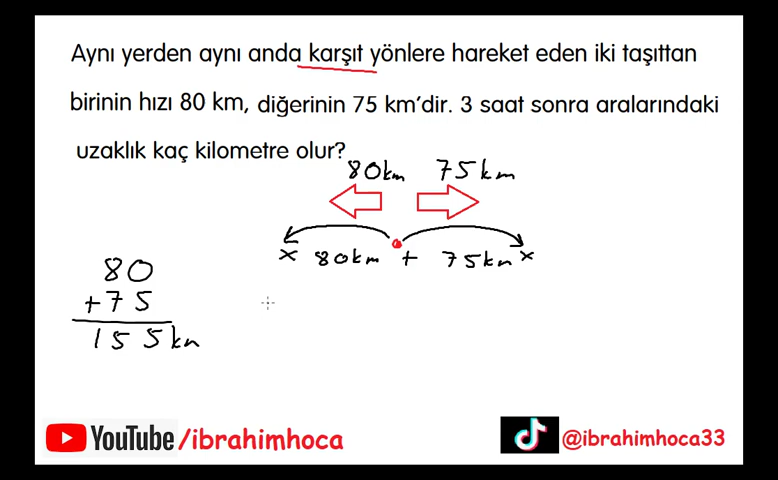 Aynı yerden aynı anda karşıt yönlere hareket eden iki taşıttan
birinin hızı 80 km, diğerinin 75 km'dir. 3 saat sonra aralarındaki
uzaklık kaç kilometre olur?
80km 75km
x 80km + 75km x
80
+75
155km
YouTube/ibrahimhoca
@ibrahimhoca33